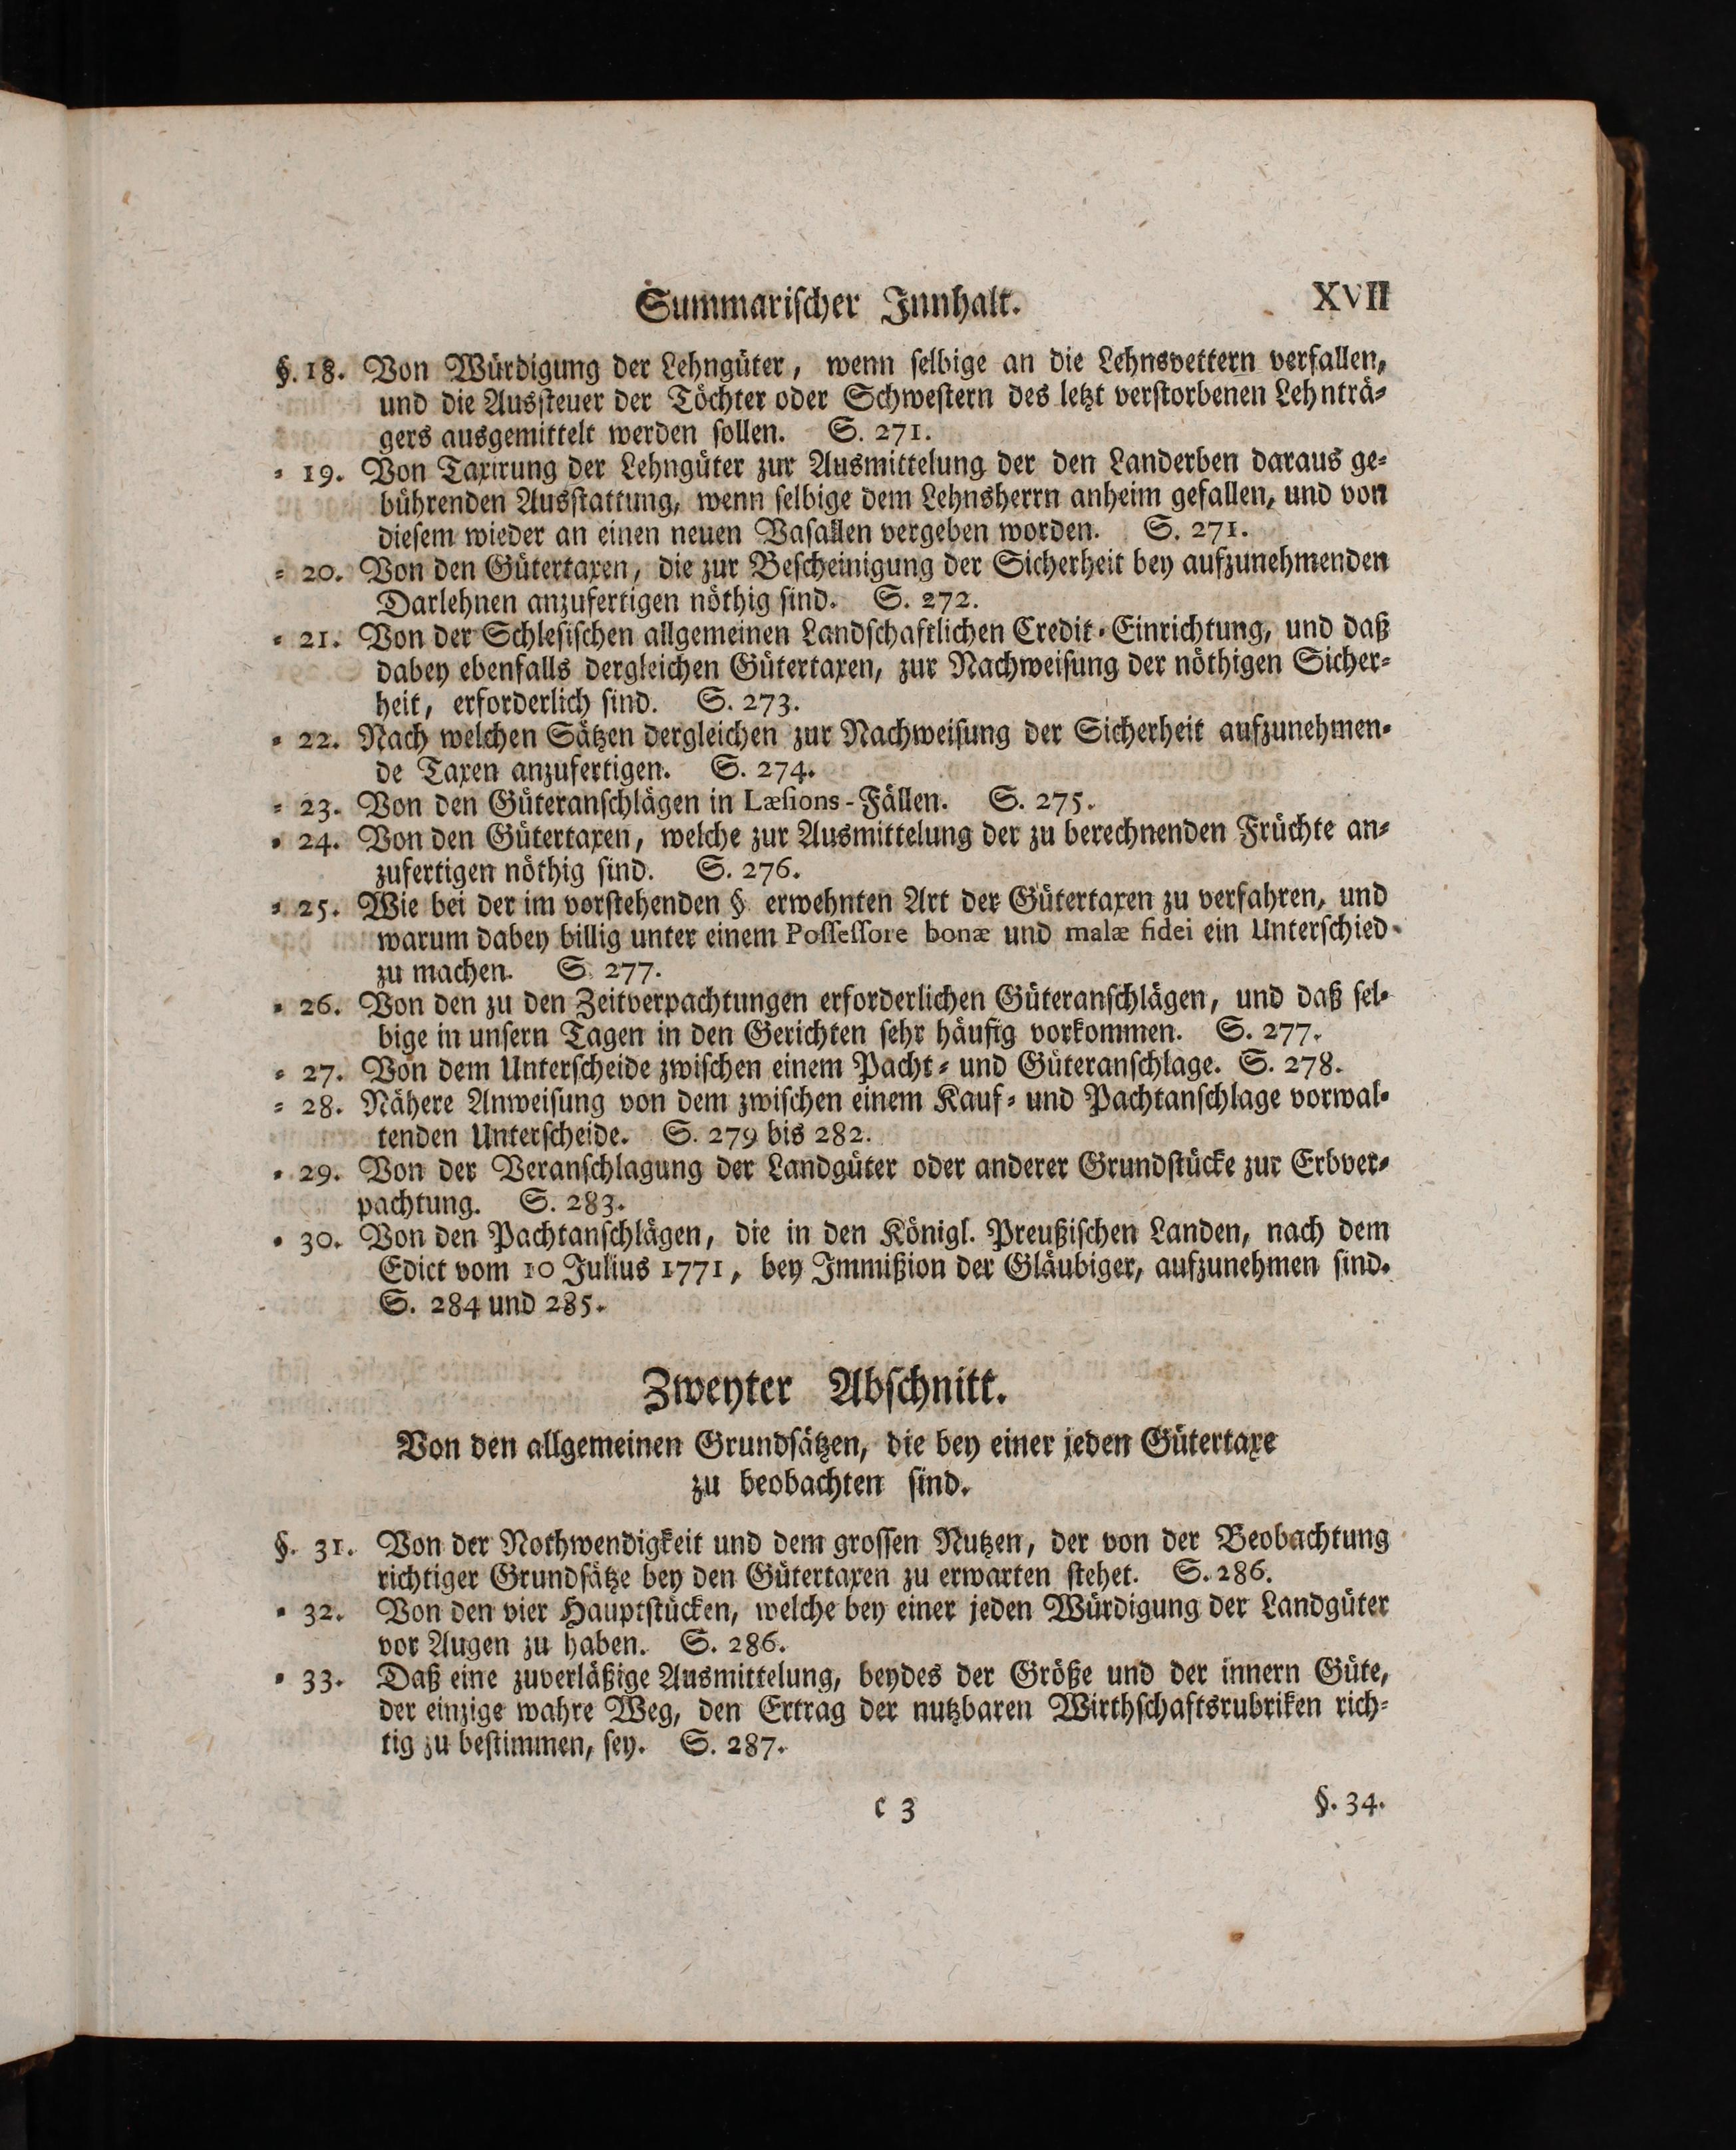 Summarischer Innhalt. XVII
§. 18. Von Würdigung der Lehngüter, wenn selbige an die Lehnsvettern verfallen,
und die Aussteuer der Töchter oder Schwestern des letzt verstorbenen Lehnträ-
gers ausgemittelt werden sollen. S. 271.
- 19. Von Taxirung der Lehngüter zur Ausmittelung der den Landerben daraus ge-
bührenden Ausstattung, wenn selbige dem Lehnsherrn anheim gefallen, und von
diesem wieder an einen neuen Vasallen vergeben worden. S. 271.
- 20. Von den Gütertaxen, die zur Bescheinigung der Sicherheit bey aufzunehmenden
Darlehnen anzufertigen nöthig sind. S. 272.
- 21. Von der Schlesischen allgemeinen Landschaftlichen Credit-Einrichtung, und daß
dabey ebenfalls dergleichen Gütertaxen, zur Nachweisung der nöthigen Sicher-
heit, erforderlich sind. S. 273.
- 22. Nach welchen Sätzen dergleichen zur Nachweisung der Sicherheit aufzunehmen-
de Taxen anzufertigen. S. 274.
- 23. Von den Güteranschlägen in Læsions-Fällen. S. 275.
- 24. Von den Gütertaxen, welche zur Ausmittelung der zu berechnenden Früchte an-
zufertigen nöthig sind. S. 276.
- 25. Wie bei der im vorstehenden § erwehnten Art der Gütertaxen zu verfahren, und
warum dabey billig unter einem Possessore bonæ und malæ fidei ein Unterschied
zu machen. S. 277.
- 26. Von den zu den Zeitverpachtungen erforderlichen Güteranschlägen, und daß sel-
bige in unsern Tagen in den Gerichten sehr häufig vorkommen. S. 277.
- 27. Von dem Unterscheide zwischen einem Pacht- und Güteranschlage. S. 278.
- 28. Nähere Anweisung von dem zwischen einem Kauf- und Pachtanschlage vorwal-
tenden Unterscheide. S. 279 bis 282.
- 29. Von der Veranschlagung der Landgüter oder anderer Grundstücke zur Erbver-
pachtung. S. 283.
- 30. Von den Pachtanschlägen, die in den Königl. Preußischen Landen, nach dem
Edict vom 10 Julius 1771, bey Immißion der Gläubiger, aufzunehmen sind.
S. 284 und 285.
Zweyter Abschnitt.
Von den allgemeinen Grundsätzen, die bey einer jeden Gütertaxe
zu beobachten sind.
§. 31. Von der Nothwendigkeit und dem grossen Nutzen, der von der Beobachtung
richtiger Grundsätze bey den Gütertaxen zu erwarten stehet. S. 286.
- 32. Von den vier Hauptstücken, welche bey einer jeden Würdigung der Landgüter
vor Augen zu haben. S. 286.
- 33. Daß eine zuverläßige Ausmittelung, beydes der Größe und der innern Güte,
der einzige wahre Weg, den Ertrag der nutzbaren Wirthschaftsrubriken rich-
tig zu bestimmen, sey. S. 287.
c 3 §. 34.